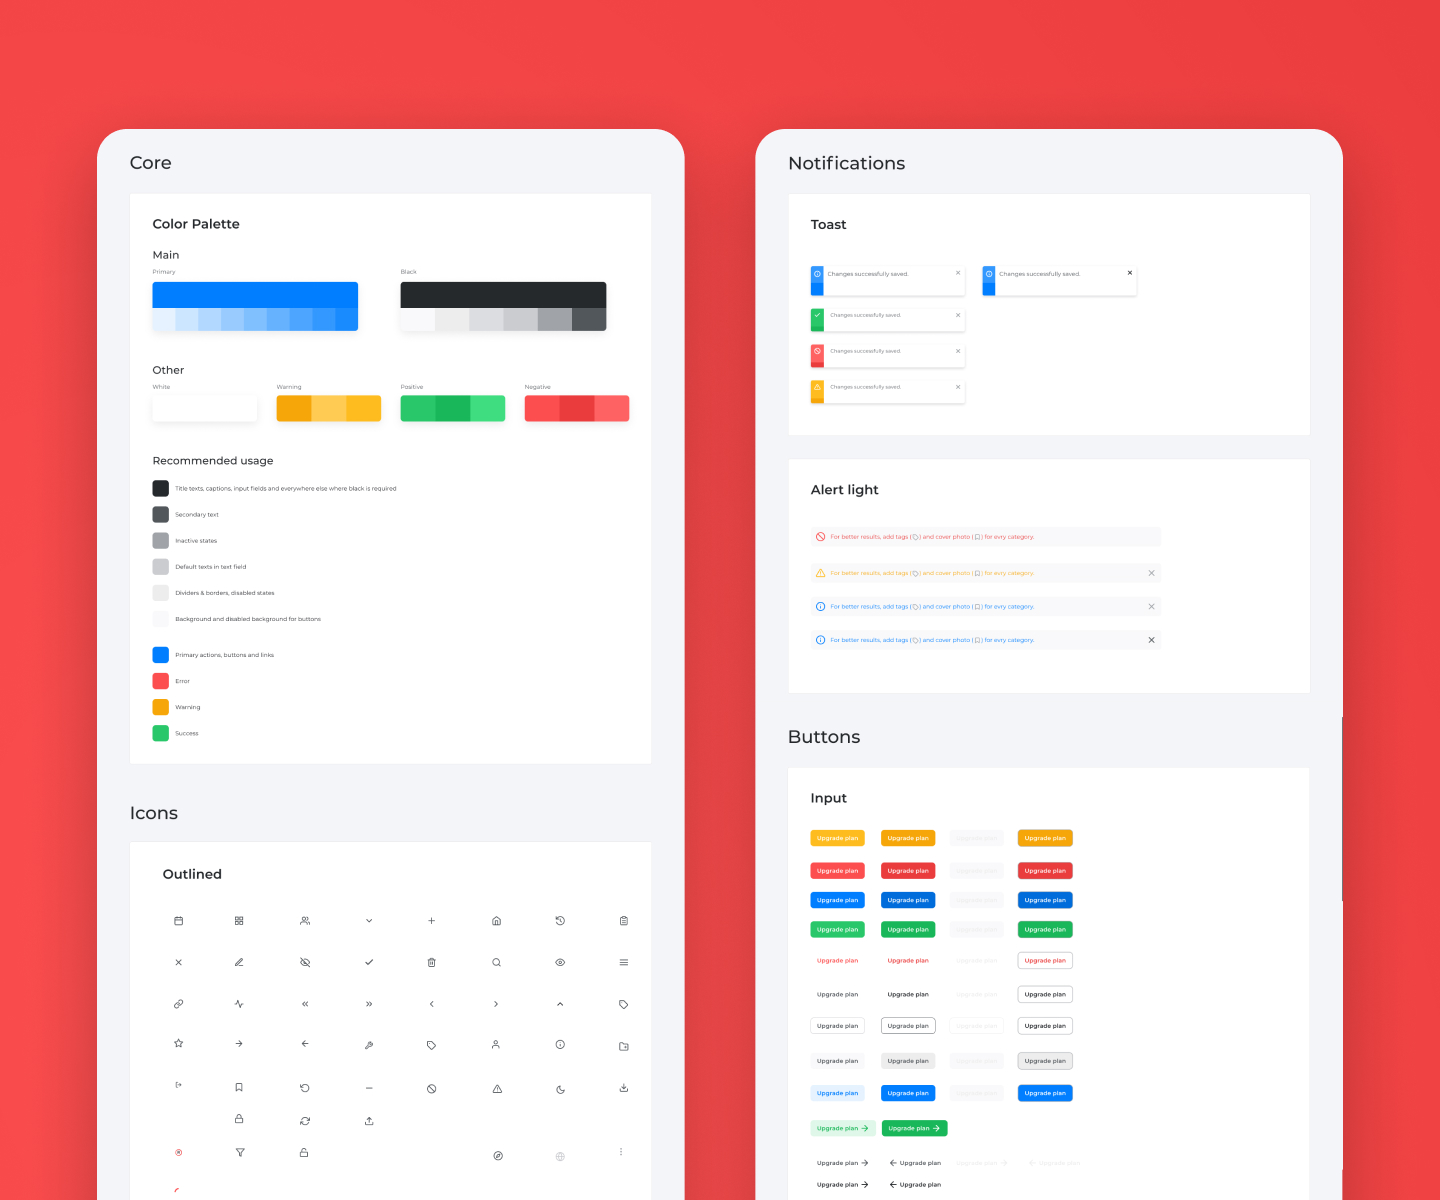 Core
Color Palette
Main
Primary
Black
Other
White
Warning
Positive
Negative
Recommended usage
Title texts, captions, input fields and everywhere else where black is required
Secondary text
Inactive states
Default texts in text field
Dividers & borders, disabled states
Background and disabled background for buttons
Primary actions, buttons and links
Error
Warning
Success
Icons
Outlined
Notifications
Toast
Changes successfully saved.
Changes successfully saved.
Changes successfully saved.
Changes successfully saved.
Changes successfully saved.
Alert light
For better results, add tags ( ) and cover photo ( ) for evry category.
For better results, add tags ( ) and cover photo ( ) for evry category.
For better results, add tags ( ) and cover photo ( ) for evry category.
For better results, add tags ( ) and cover photo ( ) for evry category.
Buttons
Input
Upgrade plan Upgrade plan Upgrade plan Upgrade plan
Upgrade plan Upgrade plan Upgrade plan Upgrade plan
Upgrade plan Upgrade plan Upgrade plan Upgrade plan
Upgrade plan Upgrade plan Upgrade plan Upgrade plan
Upgrade plan Upgrade plan Upgrade plan Upgrade plan
Upgrade plan Upgrade plan Upgrade plan Upgrade plan
Upgrade plan Upgrade plan Upgrade plan Upgrade plan
Upgrade plan Upgrade plan Upgrade plan Upgrade plan
Upgrade plan Upgrade plan Upgrade plan Upgrade plan
Upgrade plan → Upgrade plan →
Upgrade plan → ← Upgrade plan Upgrade plan → ← Upgrade plan
Upgrade plan → ← Upgrade plan